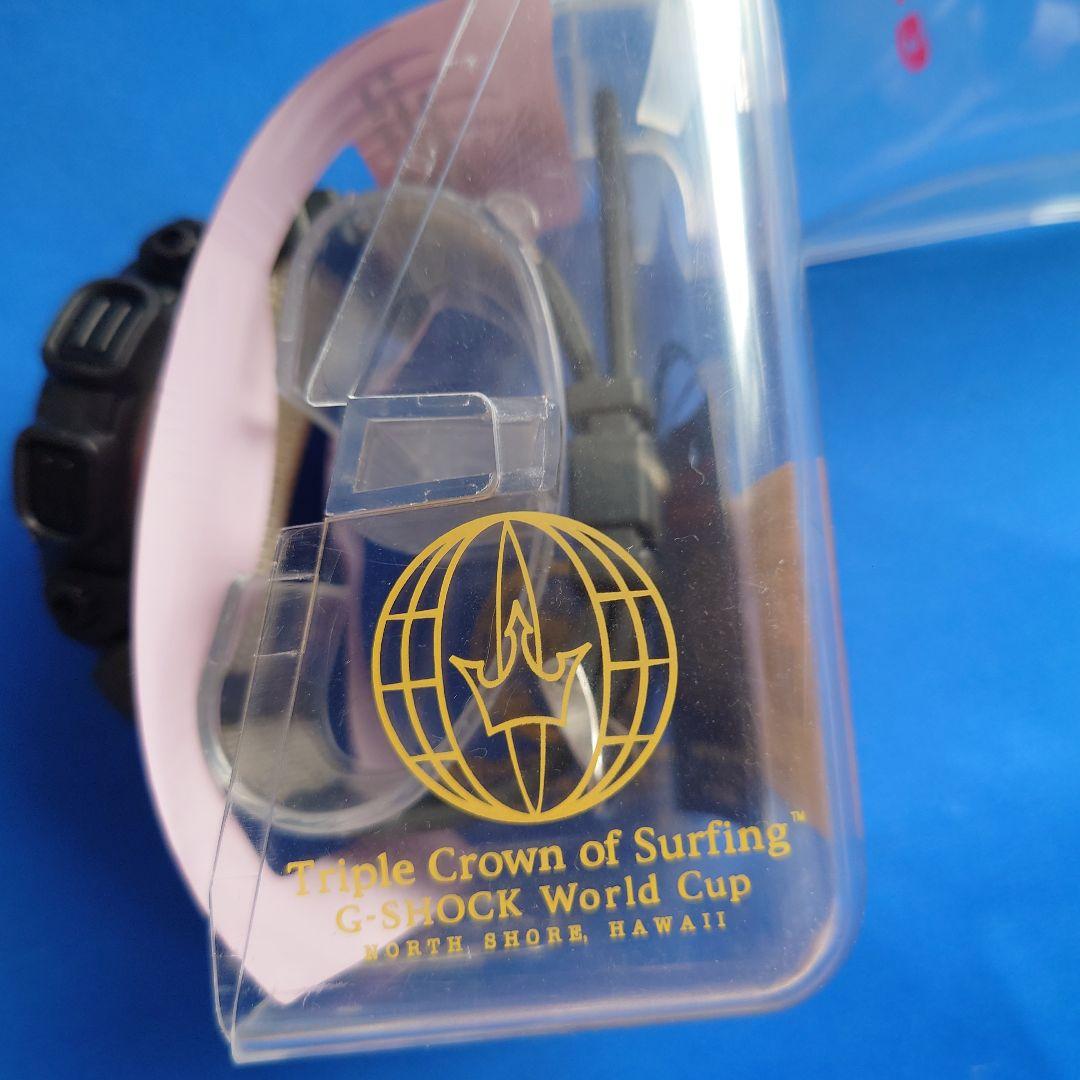 Triple Crown of Surfing™
G-SHOCK World Cup
NORTH SHORE, HAWAII